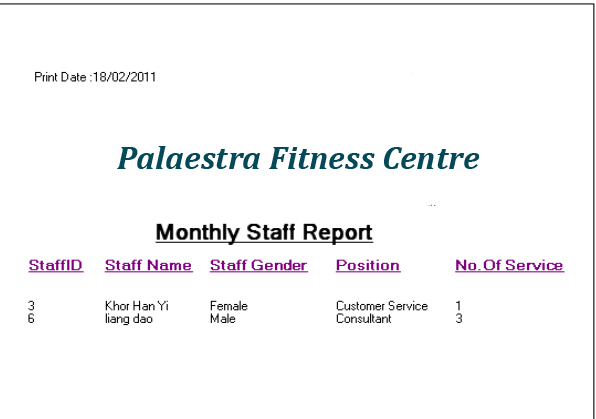 Print Date :18/02/2011
Palaestra Fitness Centre
Monthly Staff Report
StaffID Staff Name Staff Gender Position No.Of Service
3 Khor Han Yi Female Customer Service 1
6 liang dao Male Consultant 3